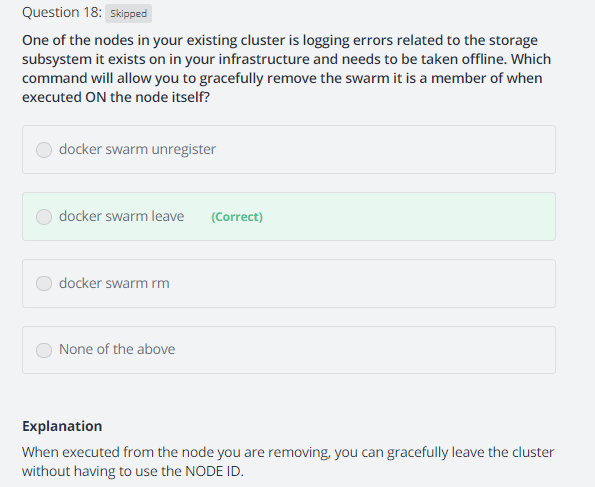 Question 18: Skipped
One of the nodes in your existing cluster is logging errors related to the storage
subsystem it exists on in your infrastructure and needs to be taken offline. Which
command will allow you to gracefully remove the swarm it is a member of when
executed ON the node itself?
docker swarm unregister
docker swarm leave (Correct)
docker swarm rm
None of the above
Explanation
When executed from the node you are removing, you can gracefully leave the cluster
without having to use the NODE ID.